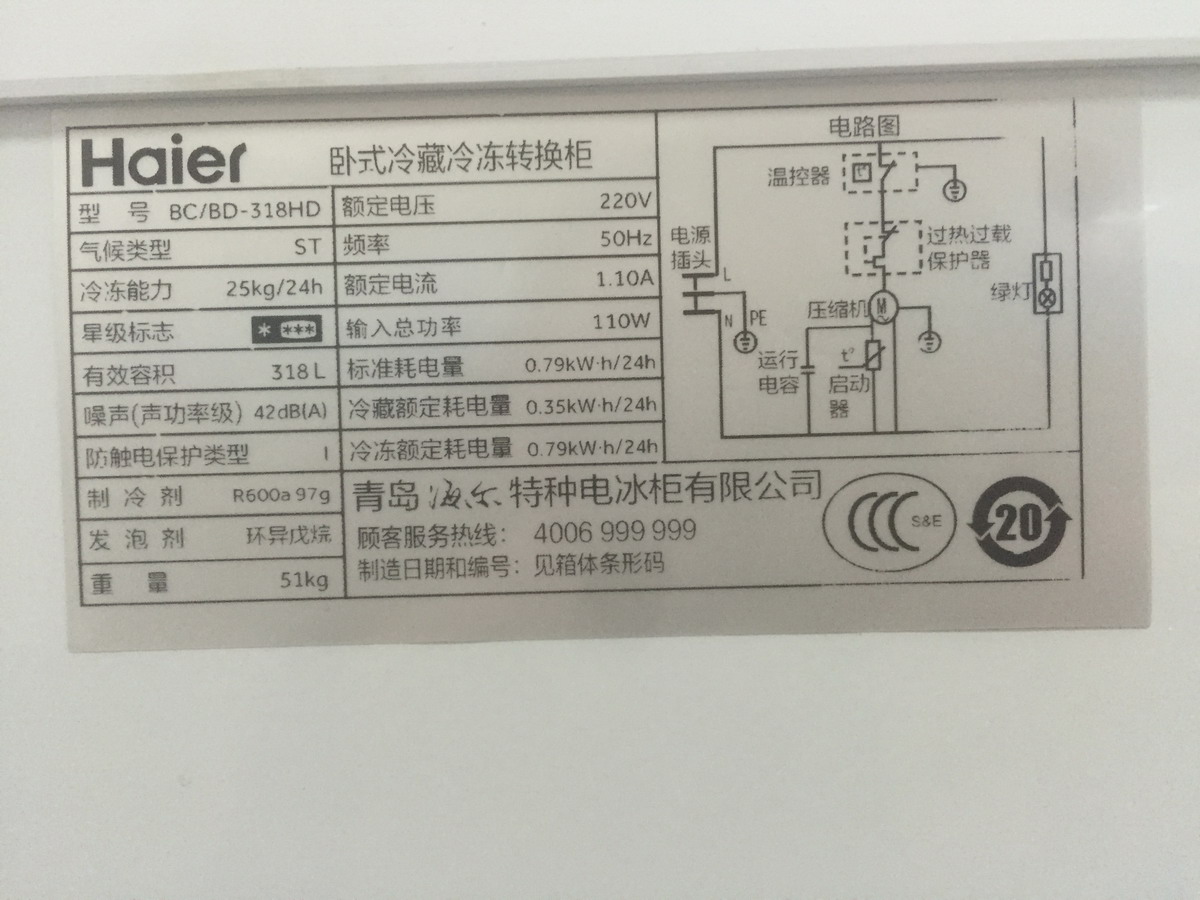 Haier 卧式冷藏冷冻转换柜
型 号 BC/BD-318HD 额定电压 220V
气候类型 ST 频率 50Hz
冷冻能力 25kg/24h 额定电流 1.10A
星级标志 * *** 输入总功率 110W
有效容积 318L 标准耗电量 0.79kW·h/24h
噪声(声功率级) 42dB(A) 冷藏额定耗电量 0.35kW·h/24h
防触电保护类型 I 冷冻额定耗电量 0.79kW·h/24h
制 冷 剂 R600a 97g
发 泡 剂 环异戊烷
重 量 51kg
青岛海尔特种电冰柜有限公司
顾客服务热线: 4006 999 999
制造日期和编号: 见箱体条形码
电路图
温控器
t°
电源
插头
L
N
PE
过热过载
保护器
压缩机
M
绿灯
运行
电容
t°
启动
器
S&E
20